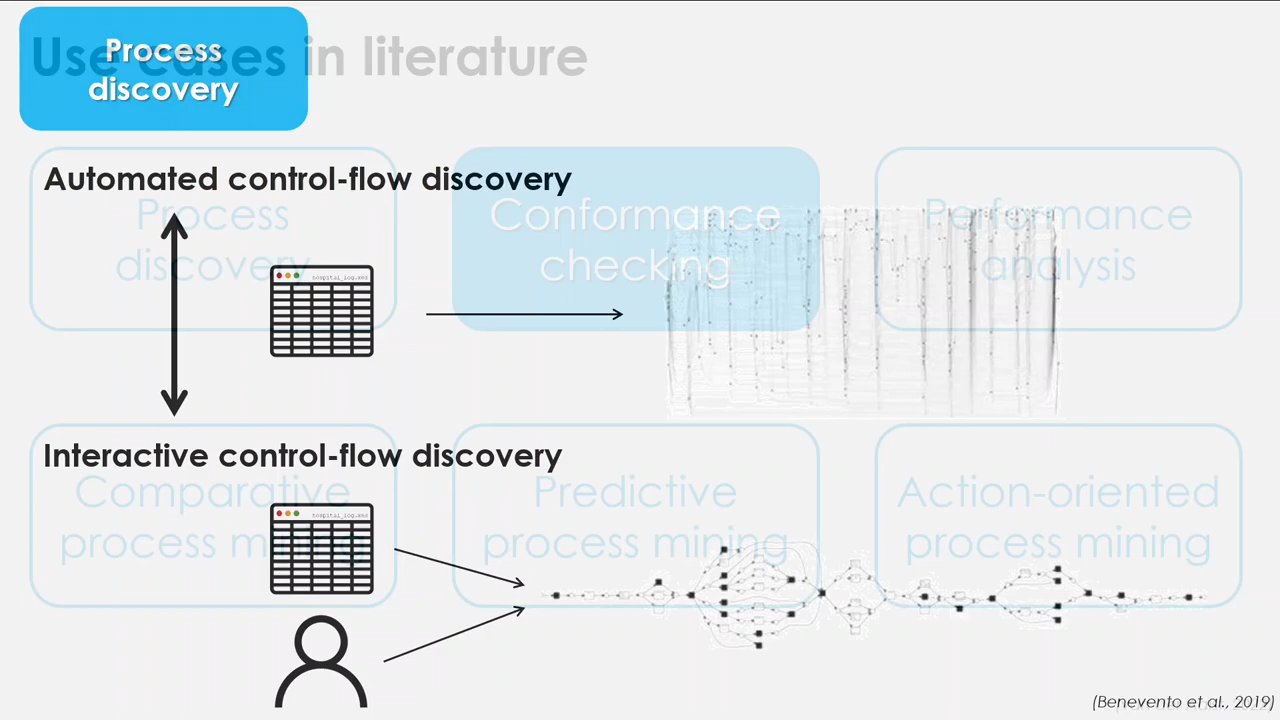 Use cases in literature
Process
discovery
Automated control-flow discovery
Process
discovery
Conformance
checking
Performance
analysis
hospital_log.xes
Interactive control-flow discovery
Comparative
process mining
Predictive
process mining
Action-oriented
process mining
hospital_log.xes
(Benevento et al., 2019)